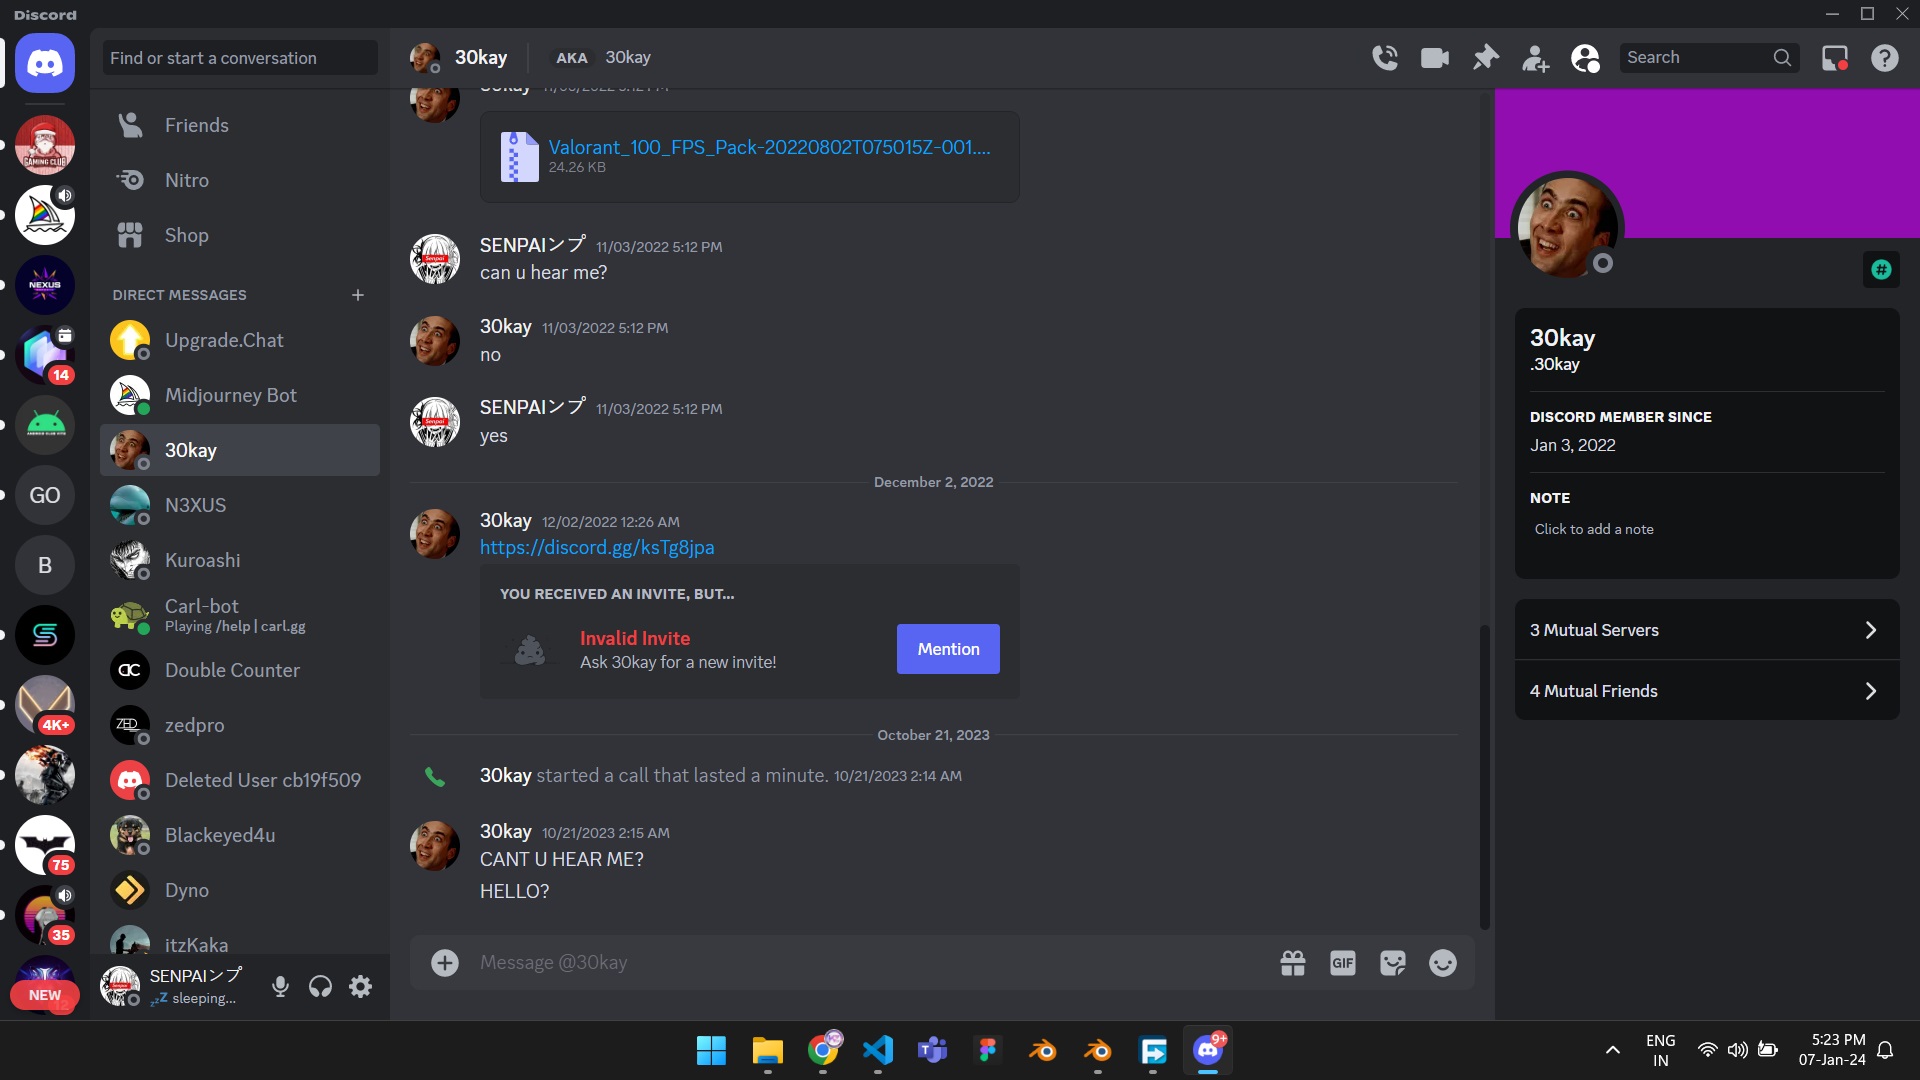 Discord
Find or start a conversation
30kay
AKA
30kay
Search
GAMING CLUB
NEXUS
14
GO
B
4K+
75
35
NEW
Friends
Nitro
Shop
DIRECT MESSAGES
Upgrade.Chat
Midjourney Bot
30kay
N3XUS
Kuroashi
Carl-bot
Playing /help | carl.gg
Double Counter
ZED
zedpro
Deleted User cb19f509
Blackeyed4u
Dyno
itzKaka
SENPAIンプ
zzZ sleeping...
Valorant_100_FPS_Pack-20220802T075015Z-001....
24.26 KB
SENPAIンプ 11/03/2022 5:12 PM
Senpai
can u hear me?
30kay 11/03/2022 5:12 PM
no
SENPAIンプ 11/03/2022 5:12 PM
Senpai
yes
December 2, 2022
30kay 12/02/2022 12:26 AM
https://discord.gg/ksTg8jpa
YOU RECEIVED AN INVITE, BUT...
Invalid Invite
Ask 30kay for a new invite!
Mention
October 21, 2023
30kay started a call that lasted a minute. 10/21/2023 2:14 AM
30kay 10/21/2023 2:15 AM
CANT U HEAR ME?
HELLO?
Message @30kay
GIF
30kay
.30kay
DISCORD MEMBER SINCE
Jan 3, 2022
NOTE
Click to add a note
3 Mutual Servers
4 Mutual Friends
9+
ENG
IN
5:23 PM
07-Jan-24